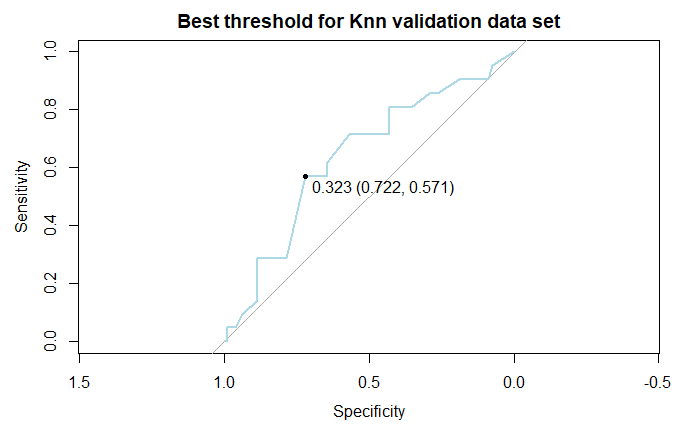 Best threshold for Knn validation data set
Sensitivity
1.0
0.8
0.6
0.4
0.2
0.0
0.323 (0.722, 0.571)
1.5 1.0 0.5 0.0 -0.5
Specificity